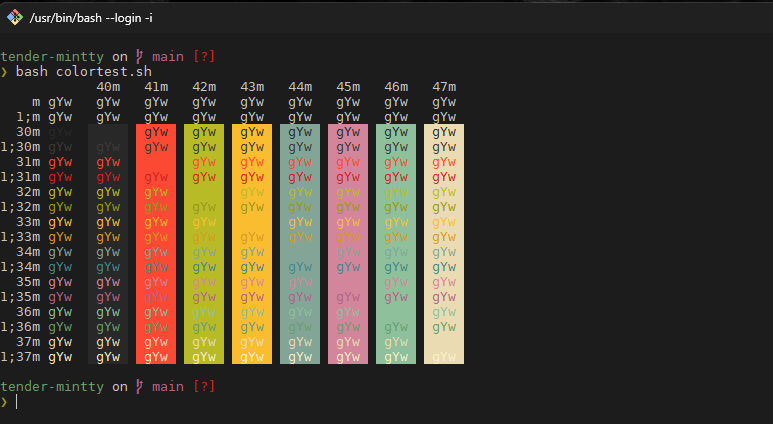 /usr/bin/bash --login -i
tender-mintty on main [?]
❯ bash colortest.sh
40m 41m 42m 43m 44m 45m 46m 47m
m gYw gYw gYw gYw gYw gYw gYw gYw gYw
1;m gYw gYw gYw gYw gYw gYw gYw gYw gYw
30m gYw gYw gYw gYw gYw gYw gYw gYw
1;30m gYw gYw gYw gYw gYw gYw gYw gYw gYw
31m gYw gYw gYw gYw gYw gYw gYw gYw
1;31m gYw gYw gYw gYw gYw gYw gYw gYw gYw
32m gYw gYw gYw gYw gYw gYw gYw gYw
1;32m gYw gYw gYw gYw gYw gYw gYw gYw gYw
33m gYw gYw gYw gYw gYw gYw gYw gYw
1;33m gYw gYw gYw gYw gYw gYw gYw gYw gYw
34m gYw gYw gYw gYw gYw gYw gYw gYw
1;34m gYw gYw gYw gYw gYw gYw gYw gYw gYw
35m gYw gYw gYw gYw gYw gYw gYw gYw
1;35m gYw gYw gYw gYw gYw gYw gYw gYw gYw
36m gYw gYw gYw gYw gYw gYw gYw gYw
1;36m gYw gYw gYw gYw gYw gYw gYw gYw gYw
37m gYw gYw gYw gYw gYw gYw gYw gYw
1;37m gYw gYw gYw gYw gYw gYw gYw gYw gYw
tender-mintty on main [?]
❯